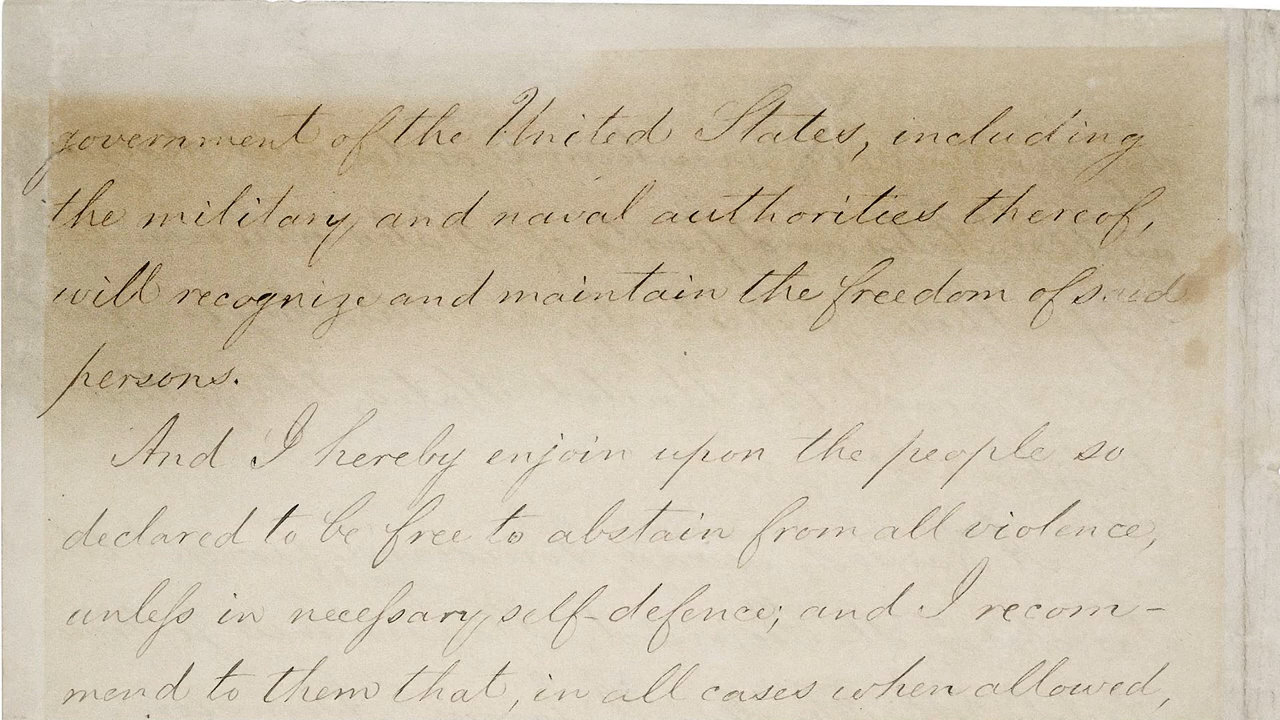 government of the United States, including
the military and naval authorities thereof,
will recognize and maintain the freedom of said
persons.
And I hereby enjoin upon the people so
declared to be free to abstain from all violence,
unleſs in neceſsary self-defence; and I recom-
mend to them that, in all cases when allowed,